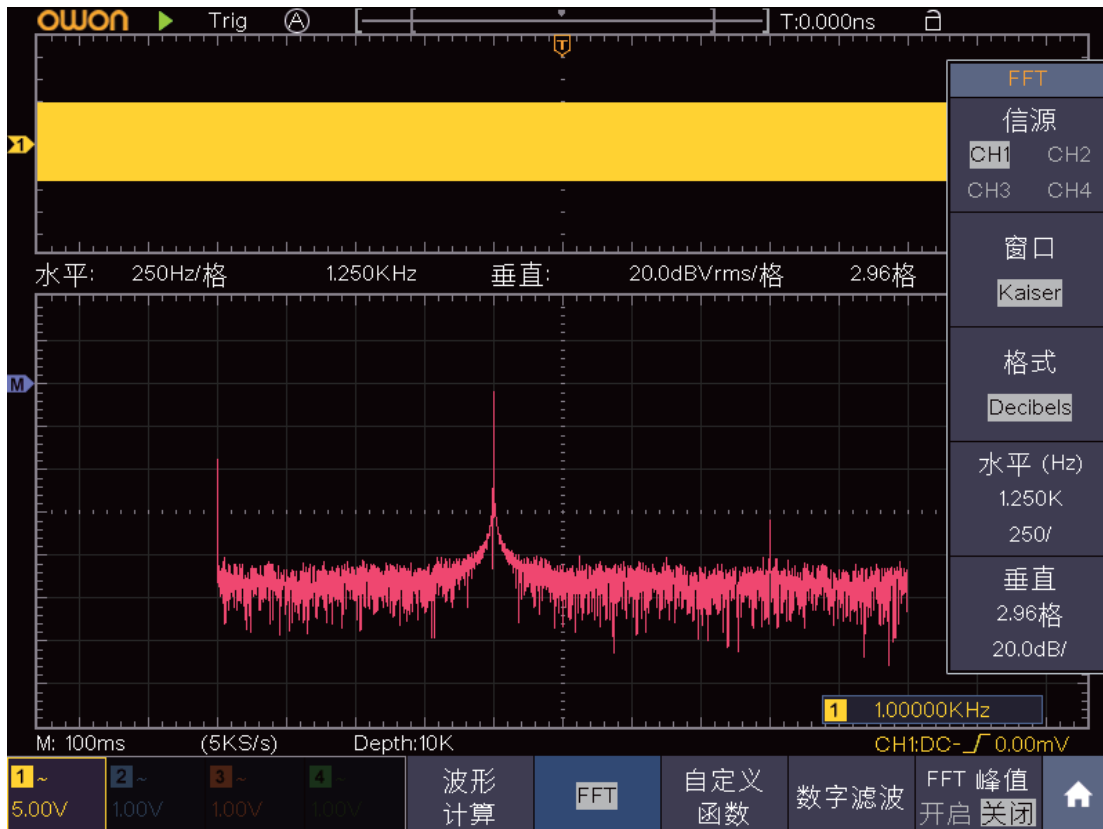 OWON Trig A T:0.000ns
T
1
FFT
信源
CH1 CH2
CH3 CH4
窗口
Kaiser
格式
Decibels
水平 (Hz)
1.250K
250/
垂直
2.96格
20.0dB/
水平: 250Hz/格 1.250KHz 垂直: 20.0dBVrms/格 2.96格
M
1 1.00000KHz
M: 100ms (5KS/s) Depth:10K CH1:DC- 0.00mV
1 ~ 5.00V
2 ~ 1.00V
3 ~ 1.00V
4 ~ 1.00V
波形
计算
FFT
自定义
函数
数字滤波
FFT 峰值
开启 关闭